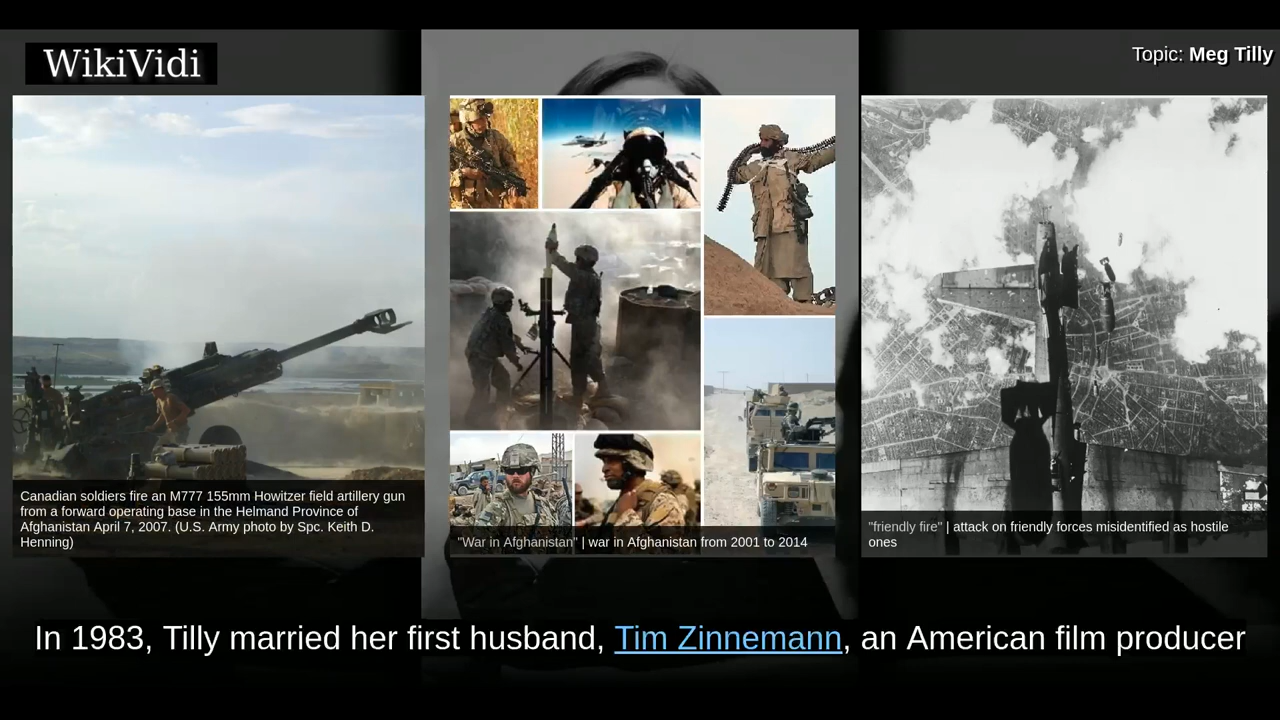 WikiVidi
Topic: Meg Tilly
Canadian soldiers fire an M777 155mm Howitzer field artillery gun
from a forward operating base in the Helmand Province of
Afghanistan April 7, 2007. (U.S. Army photo by Spc. Keith D.
Henning)
"War in Afghanistan" | war in Afghanistan from 2001 to 2014
"friendly fire" | attack on friendly forces misidentified as hostile
ones
In 1983, Tilly married her first husband, Tim Zinnemann, an American film producer